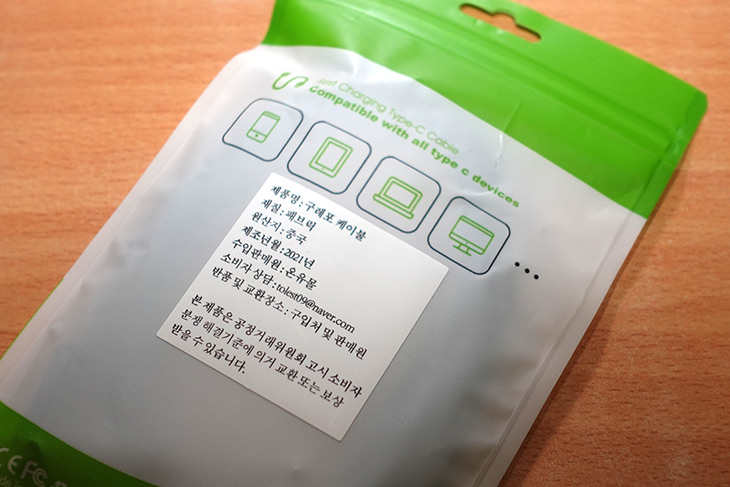 Fast Charging Type-C Cable
Compatible with all type c devices
제품명 : 구레포 케이블
재질 : 패브릭
원산지 : 중국
제조년월 : 2021년
수입판매원 : 온유몰
소비자 상담 : tolest09@naver.com
반품 및 교환장소 : 구입처 및 판매원
본 제품은 공정거래위원회 고시 소비자
분쟁 해결기준에 의거 교환 또는 보상
받을 수 있습니다.
CE FC